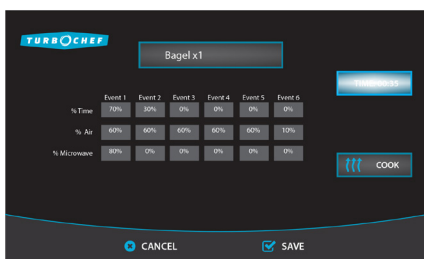 TURBOCHEF
Bagel x1
Event 1 Event 2 Event 3 Event 4 Event 5 Event 6
% Time 70% 30% 0% 0% 0% 0%
% Air 60% 60% 60% 60% 60% 10%
% Microwave 80% 0% 0% 0% 0% 0%
COOK
CANCEL SAVE